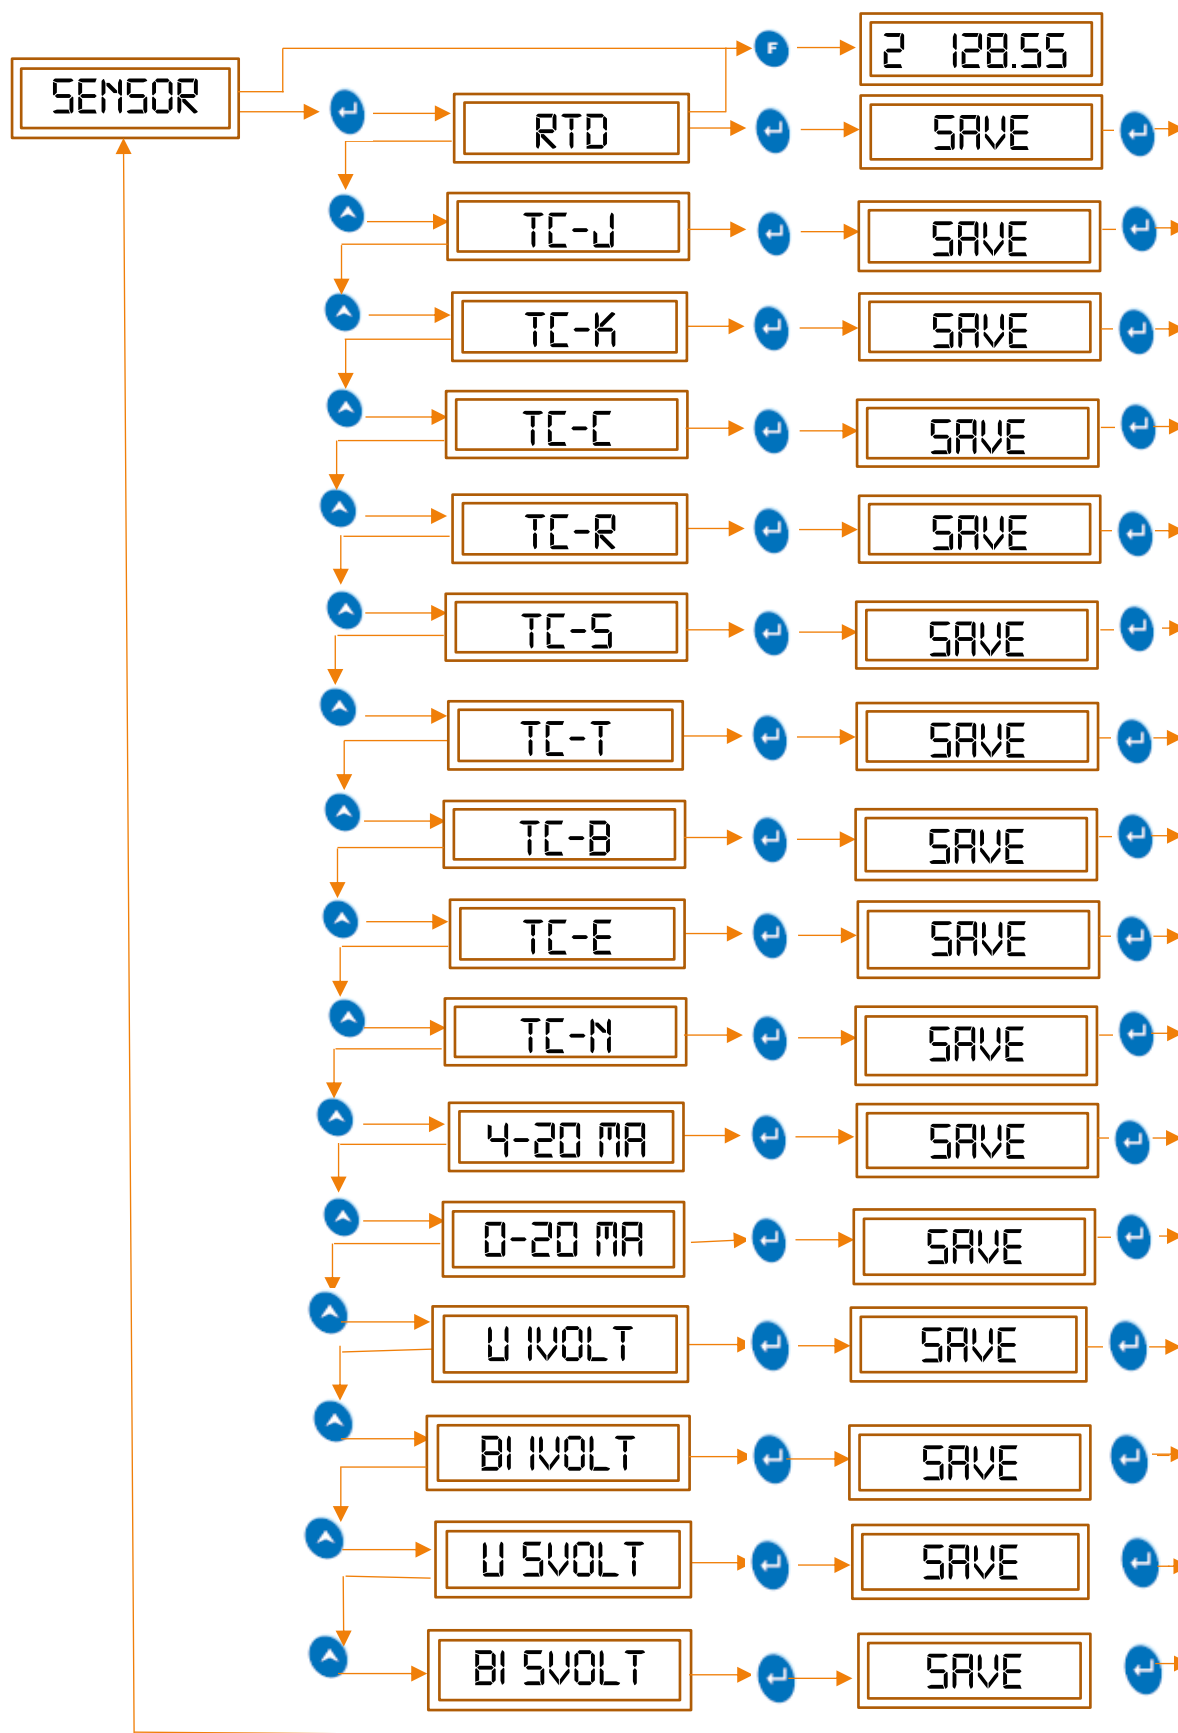 2 128.55
SENSOR
F
RTD
SAVE
TC-J
SAVE
TC-K
SAVE
TC-C
SAVE
TC-R
SAVE
TC-S
SAVE
TC-T
SAVE
TC-B
SAVE
TC-E
SAVE
TC-N
SAVE
4-20 MA
SAVE
0-20 MA
SAVE
U 1VOLT
SAVE
BI 1VOLT
SAVE
U 5VOLT
SAVE
BI 5VOLT
SAVE